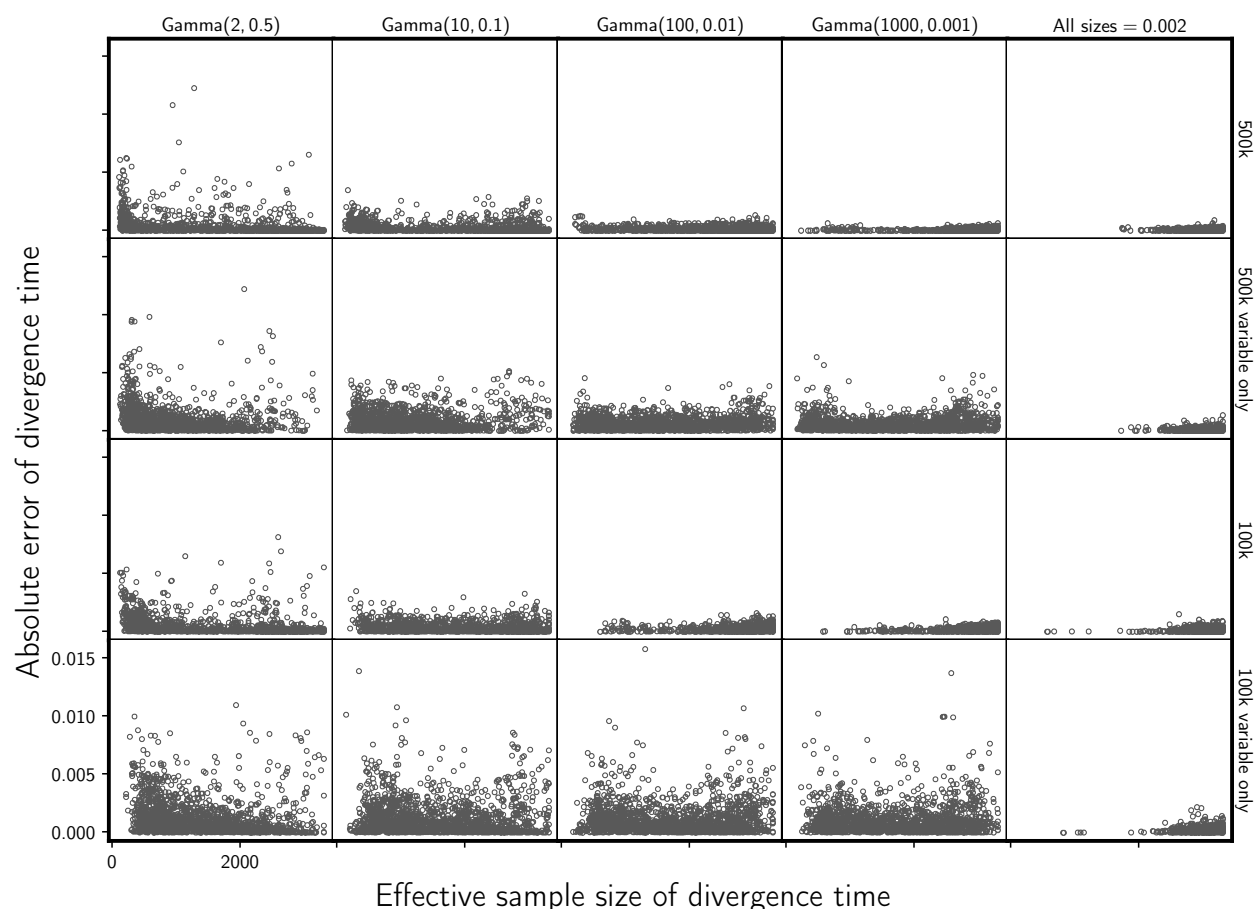 Gamma(2, 0.5)
Gamma(10, 0.1)
Gamma(100, 0.01)
Gamma(1000, 0.001)
All sizes = 0.002
500k
500k variable only
100k
100k variable only
Absolute error of divergence time
0.015
0.010
0.005
0.000
0
2000
Effective sample size of divergence time